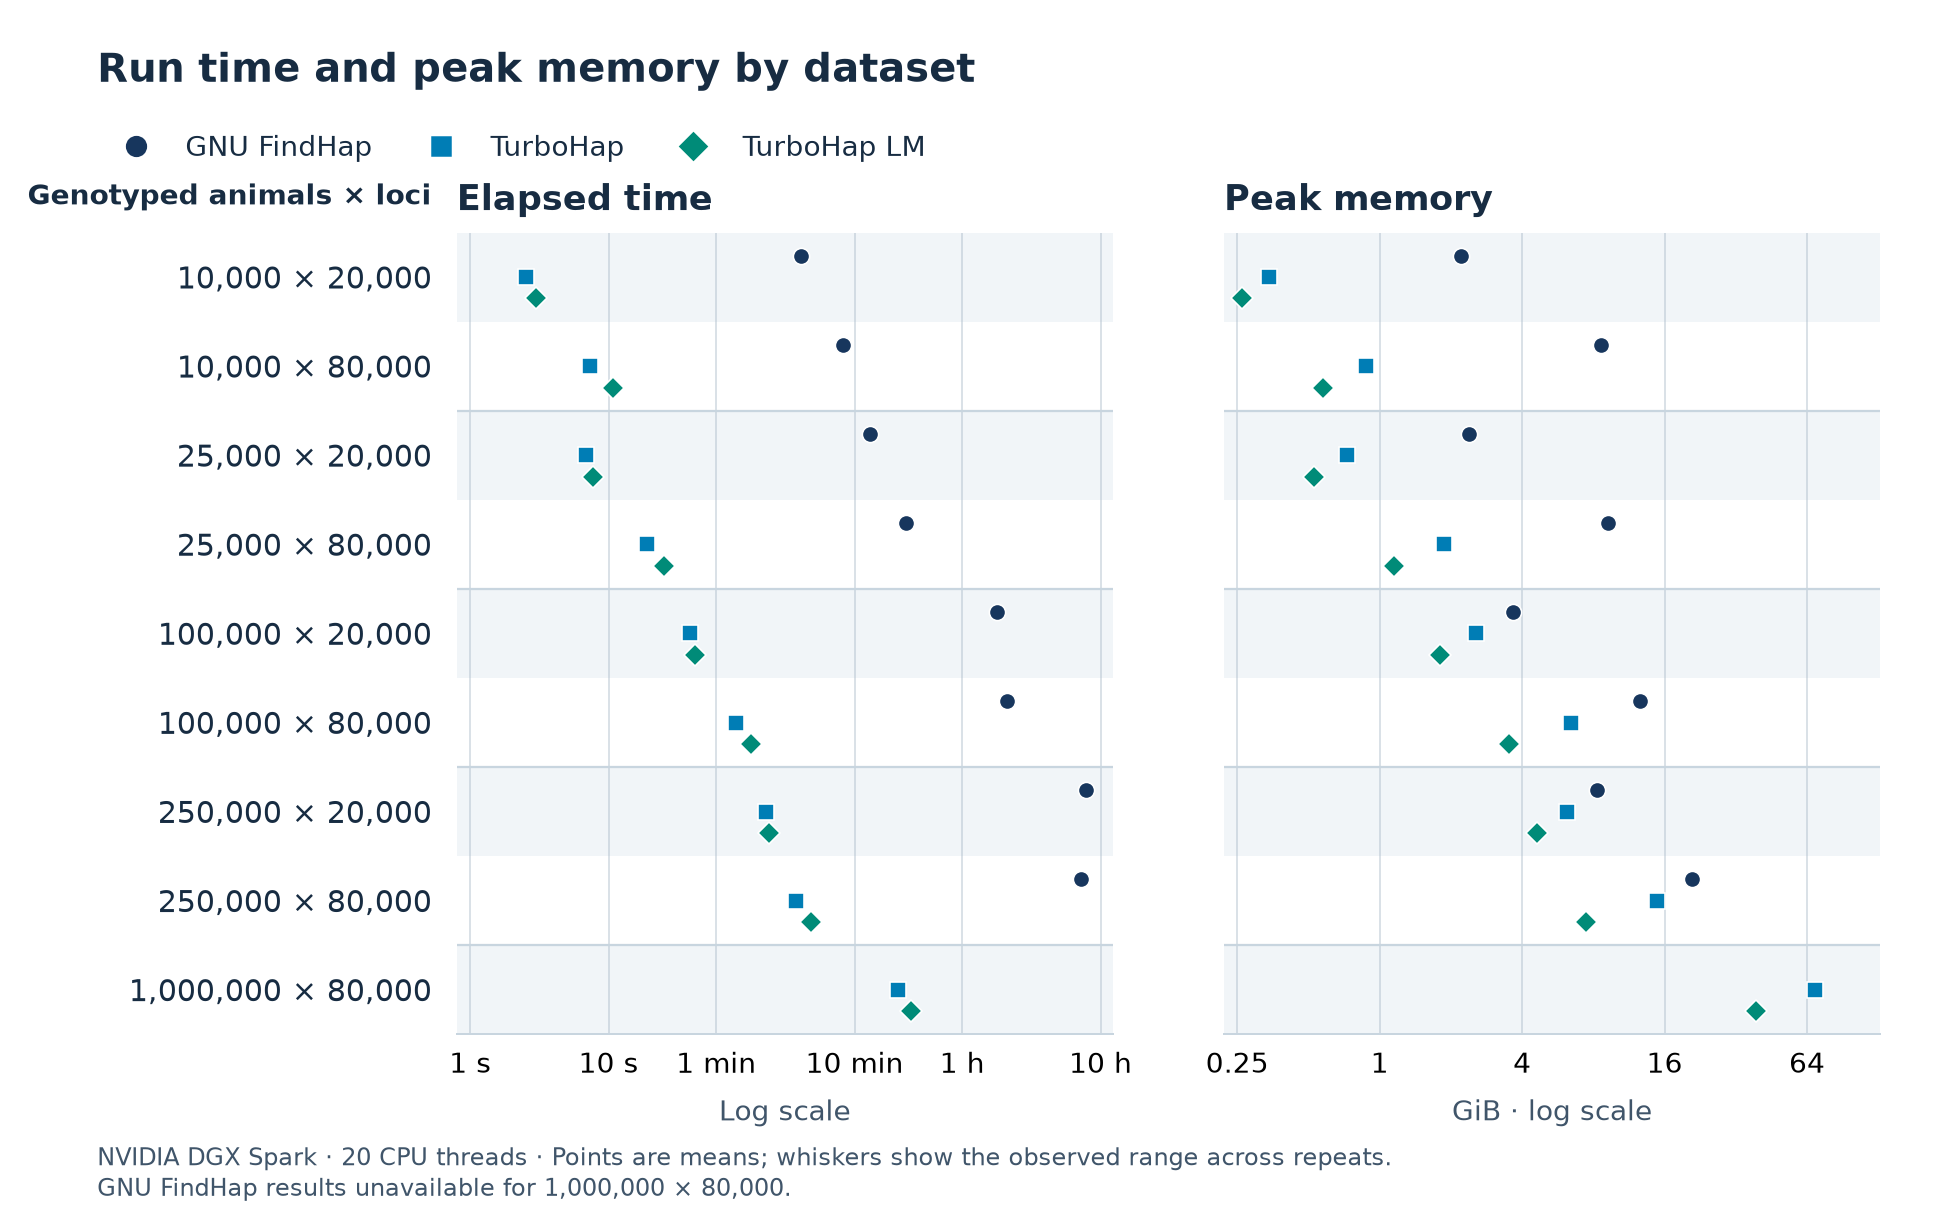 Run time and peak memory by dataset
GNU FindHap TurboHap TurboHap LM
Genotyped animals × loci Elapsed time Peak memory
10,000 × 20,000
10,000 × 80,000
25,000 × 20,000
25,000 × 80,000
100,000 × 20,000
100,000 × 80,000
250,000 × 20,000
250,000 × 80,000
1,000,000 × 80,000
1 s 10 s 1 min 10 min 1 h 10 h 0.25 1 4 16 64
Log scale GiB · log scale
NVIDIA DGX Spark · 20 CPU threads · Points are means; whiskers show the observed range across repeats.
GNU FindHap results unavailable for 1,000,000 × 80,000.